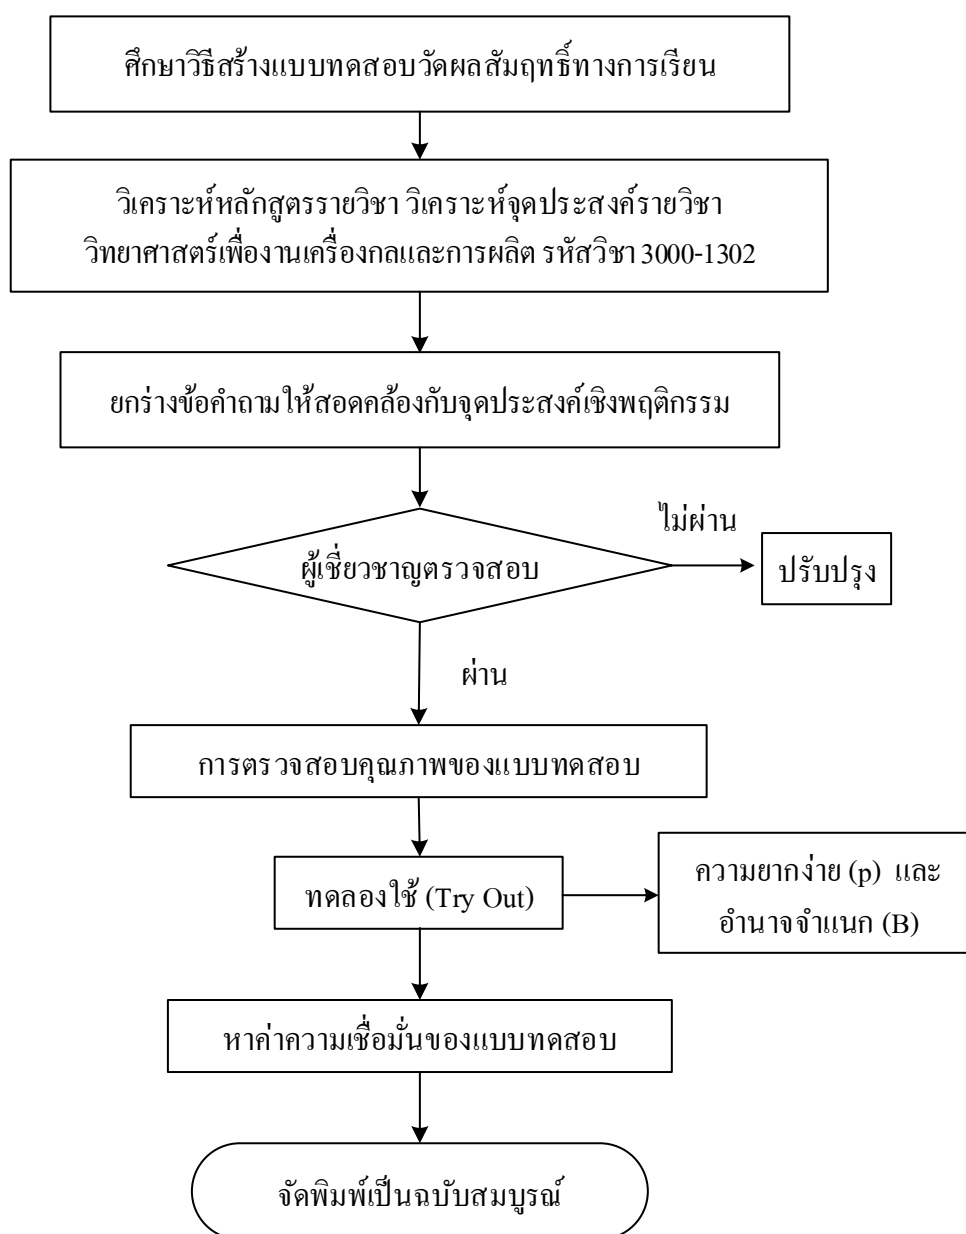 ศึกษาวิธีสร้างแบบทดสอบวัดผลสัมฤทธิ์ทางการเรียน
วิเคราะห์หลักสูตรรายวิชา วิเคราะห์จุดประสงค์รายวิชา
วิทยาศาสตร์เพื่องานเครื่องกลและการผลิต รหัสวิชา 3000-1302
ยกร่างข้อคำถามให้สอดคล้องกับจุดประสงค์เชิงพฤติกรรม
ไม่ผ่าน
ผู้เชี่ยวชาญตรวจสอบ
ปรับปรุง
ผ่าน
การตรวจสอบคุณภาพของแบบทดสอบ
ทดลองใช้ (Try Out)
ความยากง่าย (p) และ
อำนาจจำแนก (B)
หาค่าความเชื่อมั่นของแบบทดสอบ
จัดพิมพ์เป็นฉบับสมบูรณ์